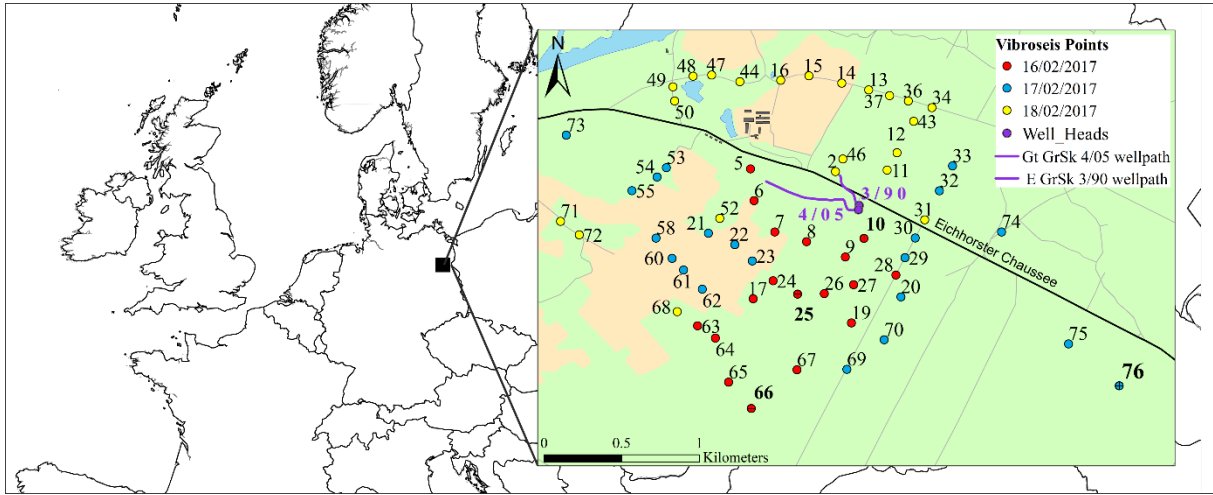 N
Vibroseis Points
16/02/2017
17/02/2017
18/02/2017
Well_Heads
Gt GrSk 4/05 wellpath
E GrSk 3/90 wellpath
48 47 44 16 15 14 13
49 37 36 34
50 43
73 12
53 5 2 46 33
54 11
55 6 32
3/90
4/05
71 52 31
72 21 7 10 30 74
58 22 8 Eichhorster Chaussee
60 23 9 29
61 24 28
62 17 26 27 20
68 25
63 19
64 70 75
65 67 69
66 76
0 0.5 1
Kilometers